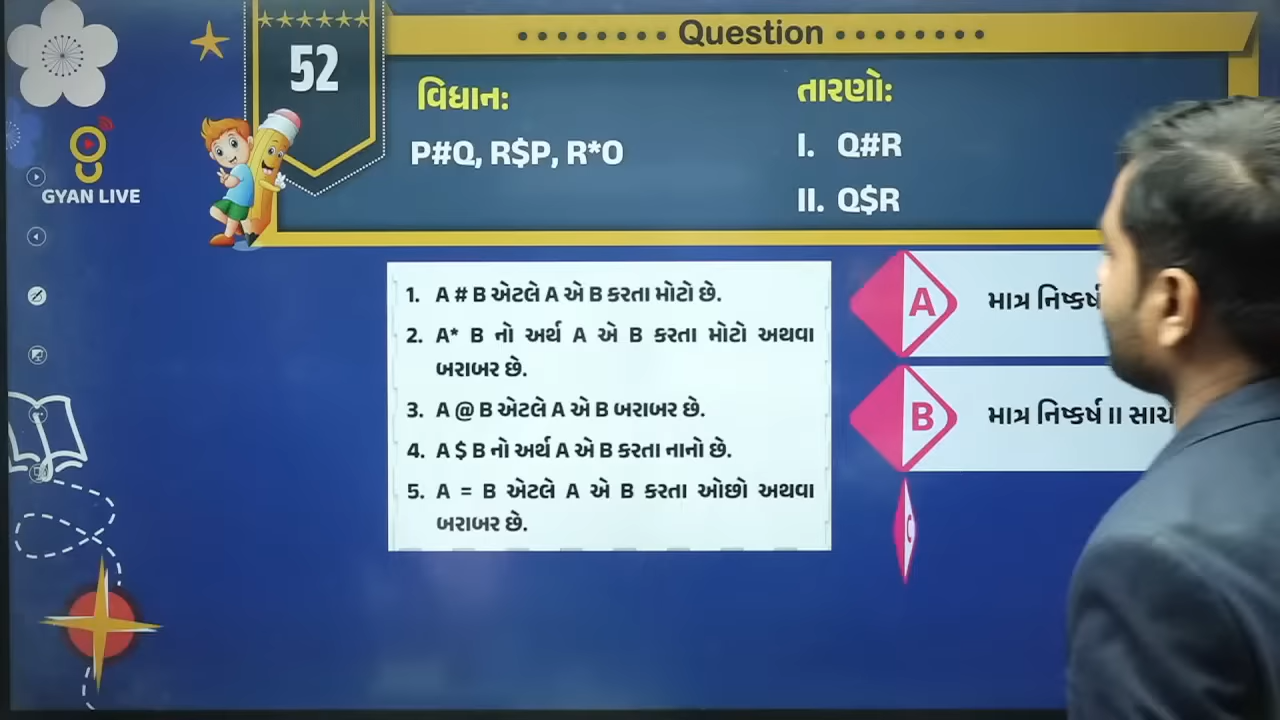 52
Question
વિધાન:
P#Q, R$P, R*O
તારણો:
I. Q#R
II. Q$R
GYAN LIVE
1. A # B એટલે A એ B કરતા મોટો છે.
2. A* B નો અર્થ A એ B કરતા મોટો અથવા
બરાબર છે.
3. A @ B એટલે A એ B બરાબર છે.
4. A $ B નો અર્થ A એ B કરતા નાનો છે.
5. A = B એટલે A એ B કરતા ઓછો અથવા
બરાબર છે.
A માત્ર
B માત્ર નિષ્કર્ષ II
C